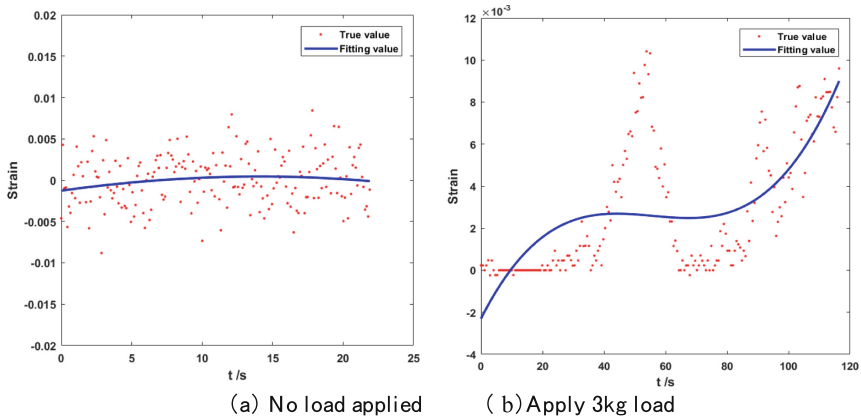 0.02
0.015
0.01
0.005
0
-0.005
-0.01
-0.015
-0.02
Strain
0 5 10 15 20 25
t /s
True value
Fitting value
(a) No load applied
×10⁻³
12
10
8
6
4
2
0
-2
-4
Strain
0 20 40 60 80 100 120
t /s
True value
Fitting value
(b)Apply 3kg load